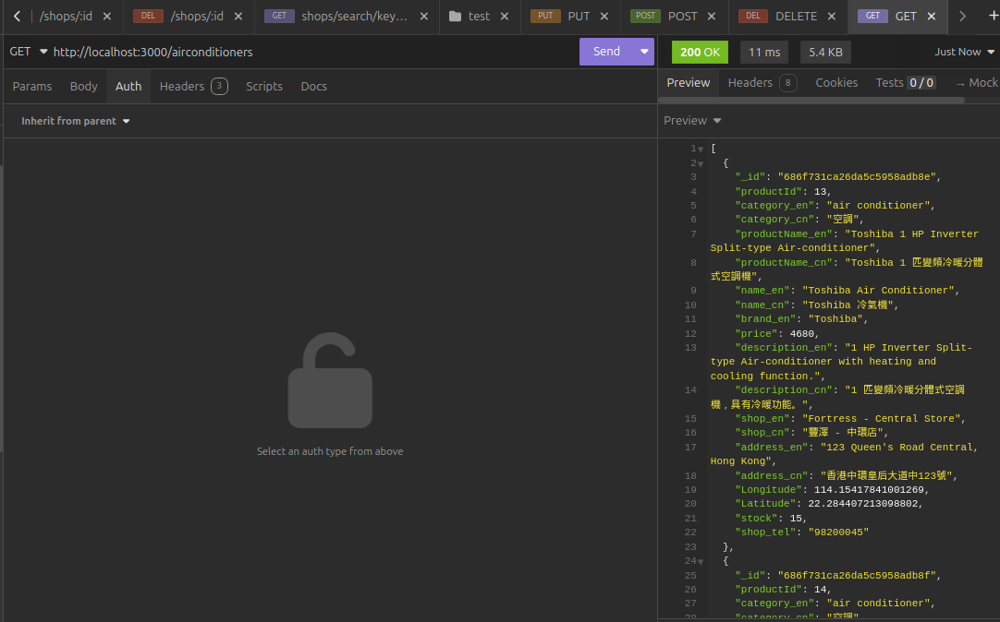 /shops/:id
DEL /shops/:id
GET shops/search/key...
test
PUT PUT
POST POST
DEL DELETE
GET GET
GET http://localhost:3000/airconditioners
Send
200 OK
11 ms
5.4 KB
Just Now
Params Body Auth Headers 3 Scripts Docs
Preview Headers 8 Cookies Tests 0 / 0 → Mock
Inherit from parent
Preview
Select an auth type from above
1 [
2 {
3 "_id": "686f731ca26da5c5958adb8e",
4 "productId": 13,
5 "category_en": "air conditioner",
6 "category_cn": "空調",
7 "productName_en": "Toshiba 1 HP Inverter
Split-type Air-conditioner",
8 "productName_cn": "Toshiba 1 匹變頻冷暖分體
式空調機",
9 "name_en": "Toshiba Air Conditioner",
10 "name_cn": "Toshiba 冷氣機",
11 "brand_en": "Toshiba",
12 "price": 4680,
13 "description_en": "1 HP Inverter Split-
type Air-conditioner with heating and
cooling function.",
14 "description_cn": "1 匹變頻冷暖分體式空調
機，具有冷暖功能。",
15 "shop_en": "Fortress - Central Store",
16 "shop_cn": "豐澤 - 中環店",
17 "address_en": "123 Queen's Road Central,
Hong Kong",
18 "address_cn": "香港中環皇后大道中123號",
19 "Longitude": 114.15417841001269,
20 "Latitude": 22.284407213098802,
21 "stock": 15,
22 "shop_tel": "98200045"
23 },
24 {
25 "_id": "686f731ca26da5c5958adb8f",
26 "productId": 14,
27 "category_en": "air conditioner",
28 "category_cn": "空調"